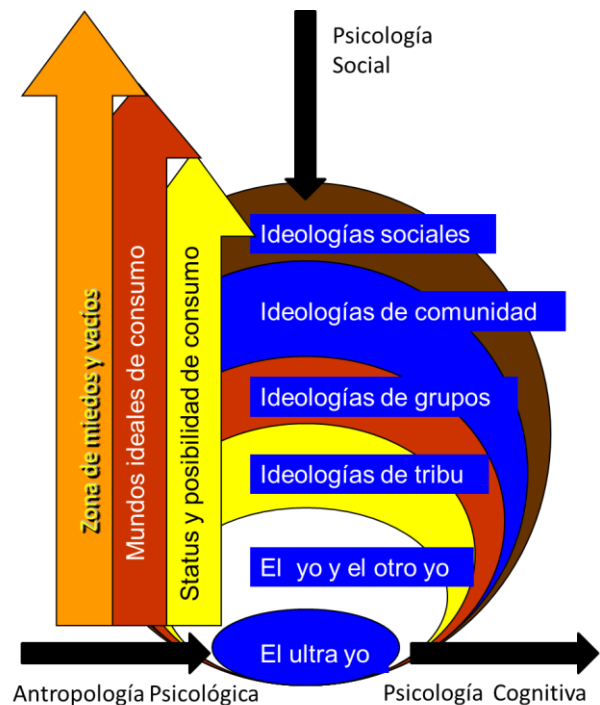 Psicología
Social
Ideologías sociales
Ideologías de comunidad
Ideologías de grupos
Ideologías de tribu
El yo y el otro yo
El ultra yo
Zona de miedos y vacíos
Mundos ideales de consumo
Status y posibilidad de consumo
Antropología Psicológica
Psicología Cognitiva